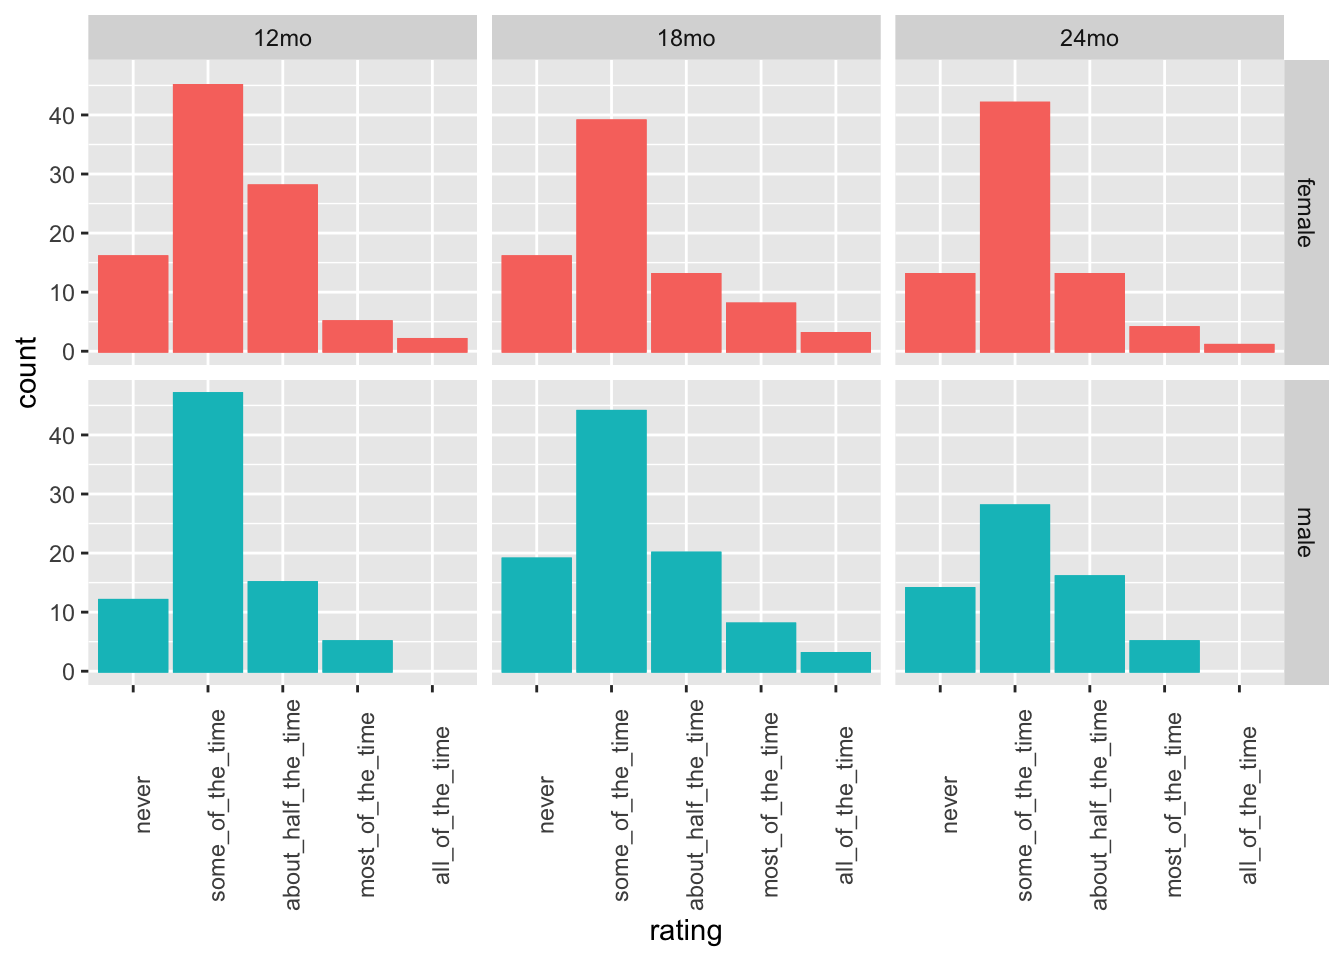 12mo
18mo
24mo
female
40
30
20
10
0
count
male
40
30
20
10
0
never
some_of_the_time
about_half_the_time
most_of_the_time
all_of_the_time
never
some_of_the_time
about_half_the_time
most_of_the_time
all_of_the_time
never
some_of_the_time
about_half_the_time
most_of_the_time
all_of_the_time
rating